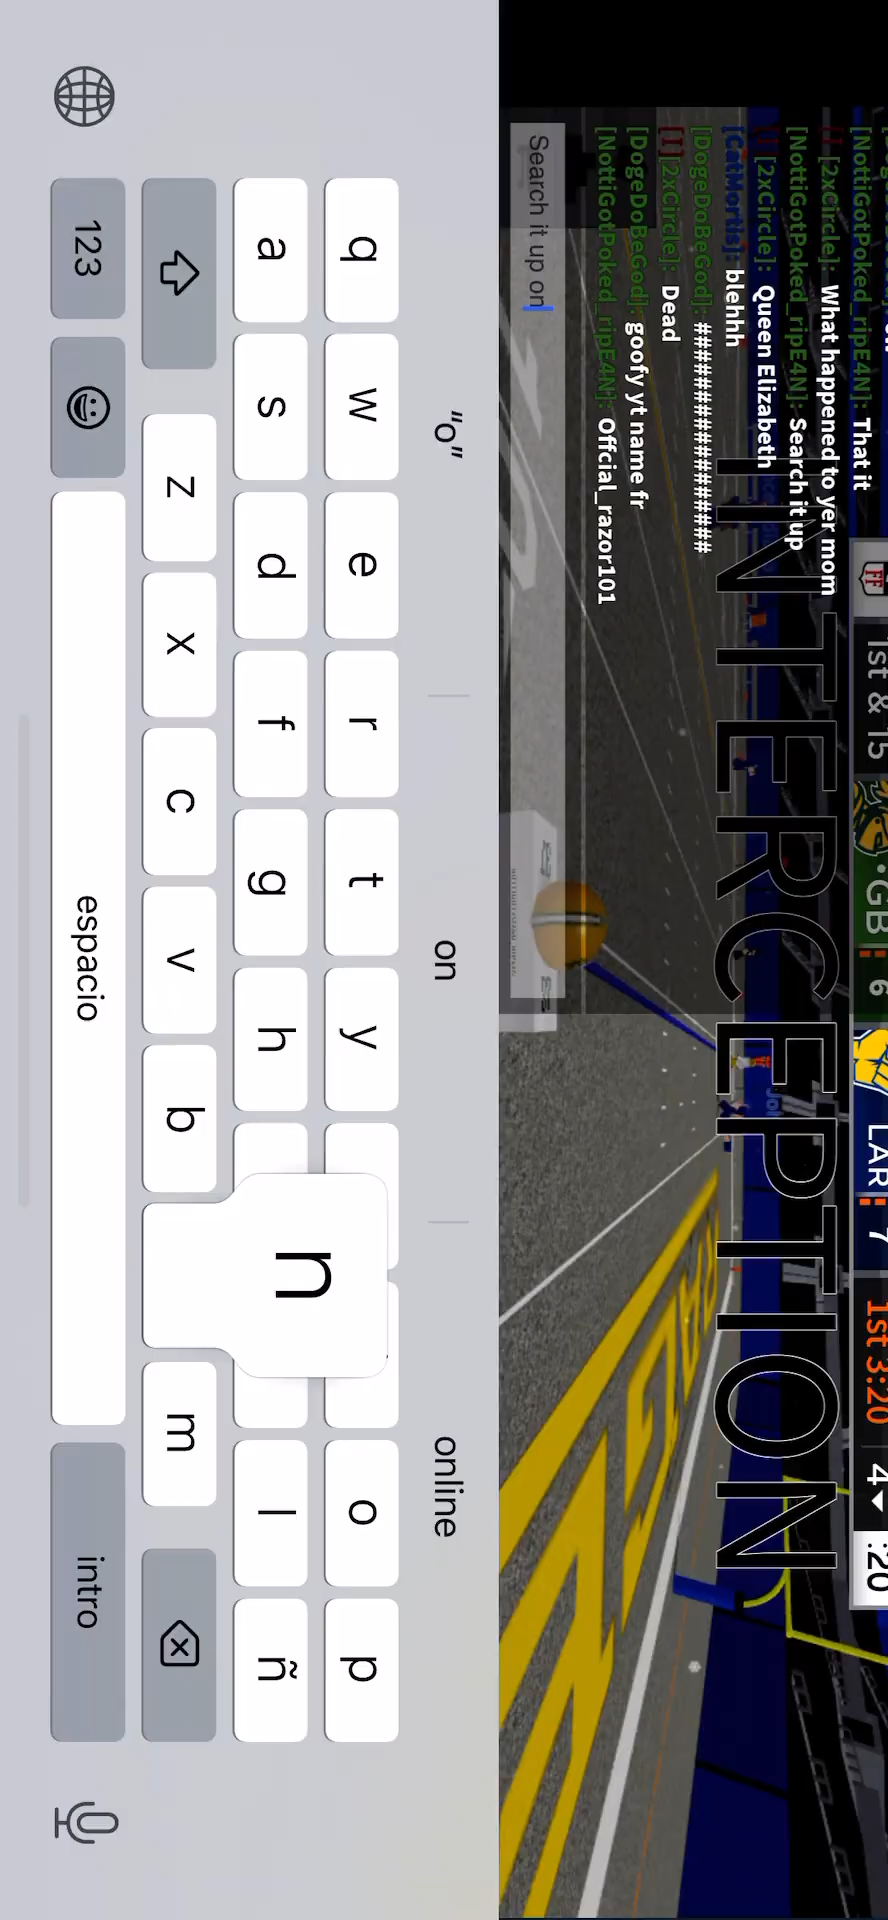 [NottiGotPoked_ripE4N]: That it
[2xCircle]: What happened to yer mom
[NottiGotPoked_ripE4N]: Search it up
[2xCircle]: Queen Elizabeth
[CatMortis]: blehhh
[DogeDoBeGod]: ####################
[2xCircle]: Dead
[DogeDoBeGod]: goofy yt name fr
[NottiGotPoked_ripE4N]: Offcial_razor101
Search it up on
FF
1st & 15
GB 6
LAR 7
1st 3:20
4
:20
INTERCEPTION
"o" on online
q w e r t y o p
a s d f g h l ñ
z x c v b n m
123 espacio intro